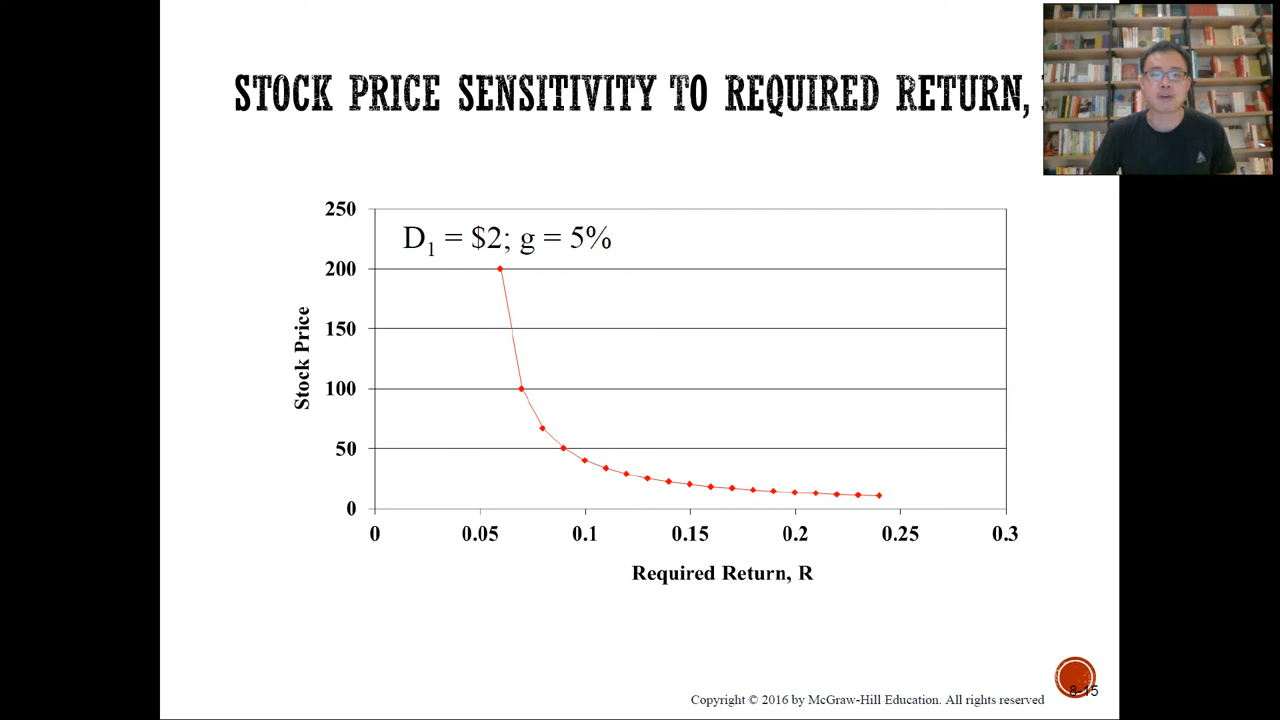 STOCK PRICE SENSITIVITY TO REQUIRED RETURN,
250
D1 = $2; g = 5%
200
150
100
50
0
Stock Price
0 0.05 0.1 0.15 0.2 0.25 0.3
Required Return, R
8-15
Copyright © 2016 by McGraw-Hill Education. All rights reserved